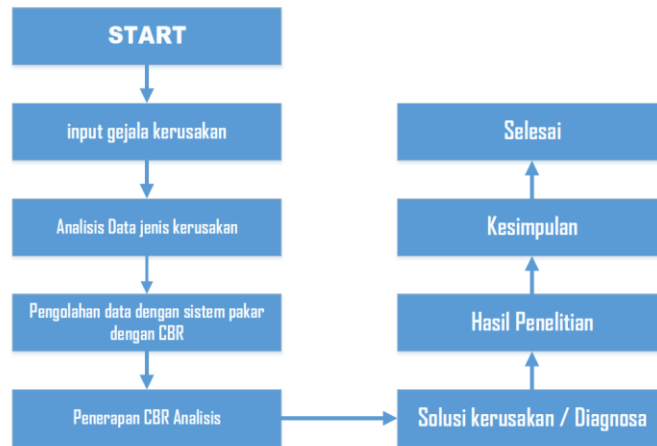 START
input gejala kerusakan
Analisis Data jenis kerusakan
Pengolahan data dengan sistem pakar
dengan CBR
Penerapan CBR Analisis
Solusi kerusakan / Diagnosa
Hasil Penelitian
Kesimpulan
Selesai